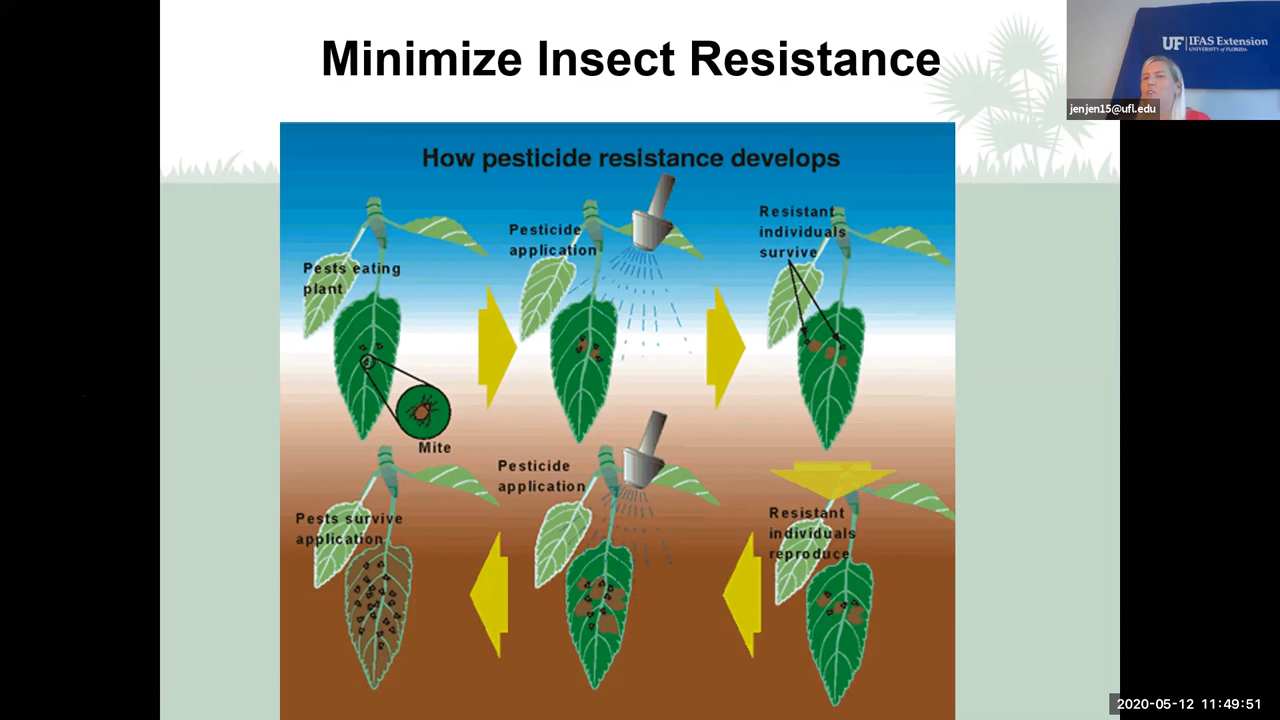 Minimize Insect Resistance
UF IFAS Extension
UNIVERSITY of FLORIDA
jenjen15@ufl.edu
How pesticide resistance develops
Pests eating
plant
Mite
Pesticide
application
Resistant
individuals
survive
Resistant
individuals
reproduce
Pesticide
application
Pests survive
application
2020-05-12 11:49:51